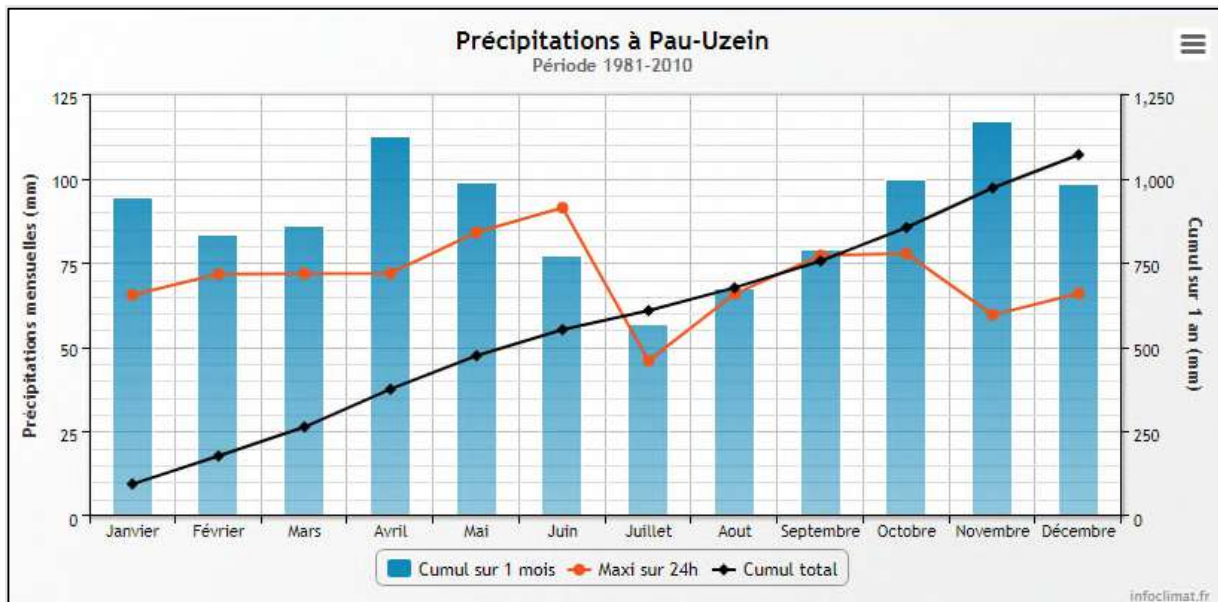 Précipitations à Pau-Uzein
Période 1981-2010
Précipitations mensuelles (mm)
125
100
75
50
25
0
1,250
1,000
750
500
250
0
Cumul sur 1 an (mm)
Janvier Février Mars Avril Mai Juin Juillet Aout Septembre Octobre Novembre Décembre
Cumul sur 1 mois Maxi sur 24h Cumul total
infoclimat.fr